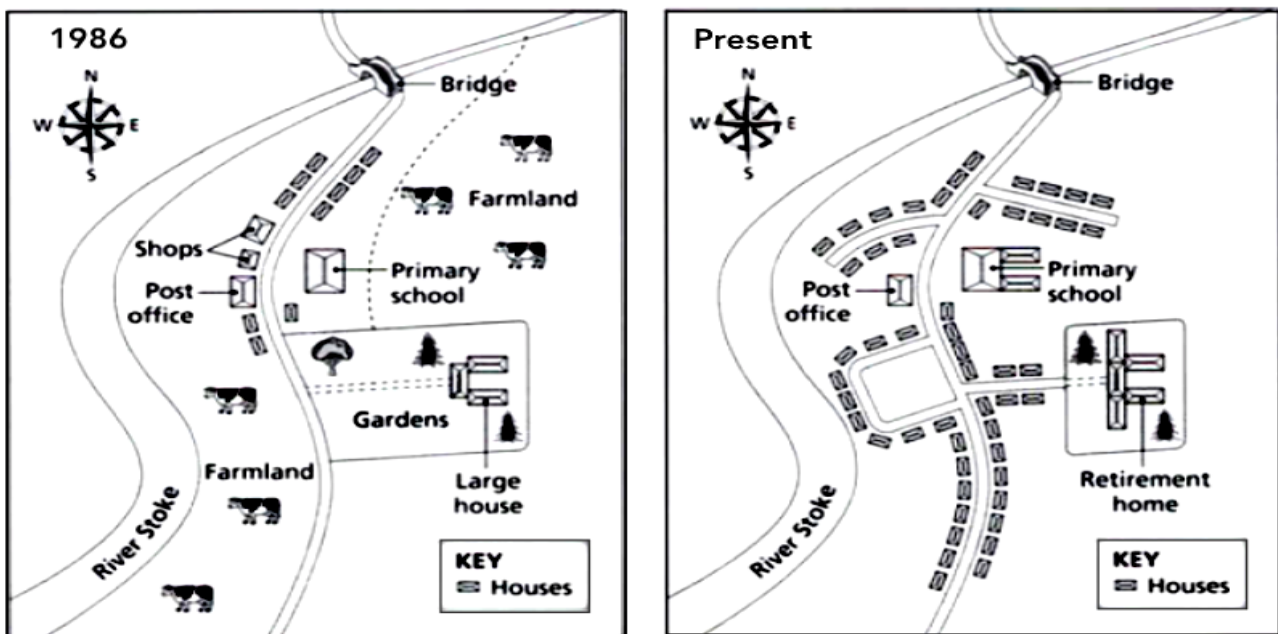 1986
N
W E
S
Bridge
Farmland
Shops
Primary
school
Post
office
Gardens
Farmland
Large
house
River Stoke
KEY
Houses
Present
N
W E
S
Bridge
Primary
school
Post
office
Retirement
home
River Stoke
KEY
Houses